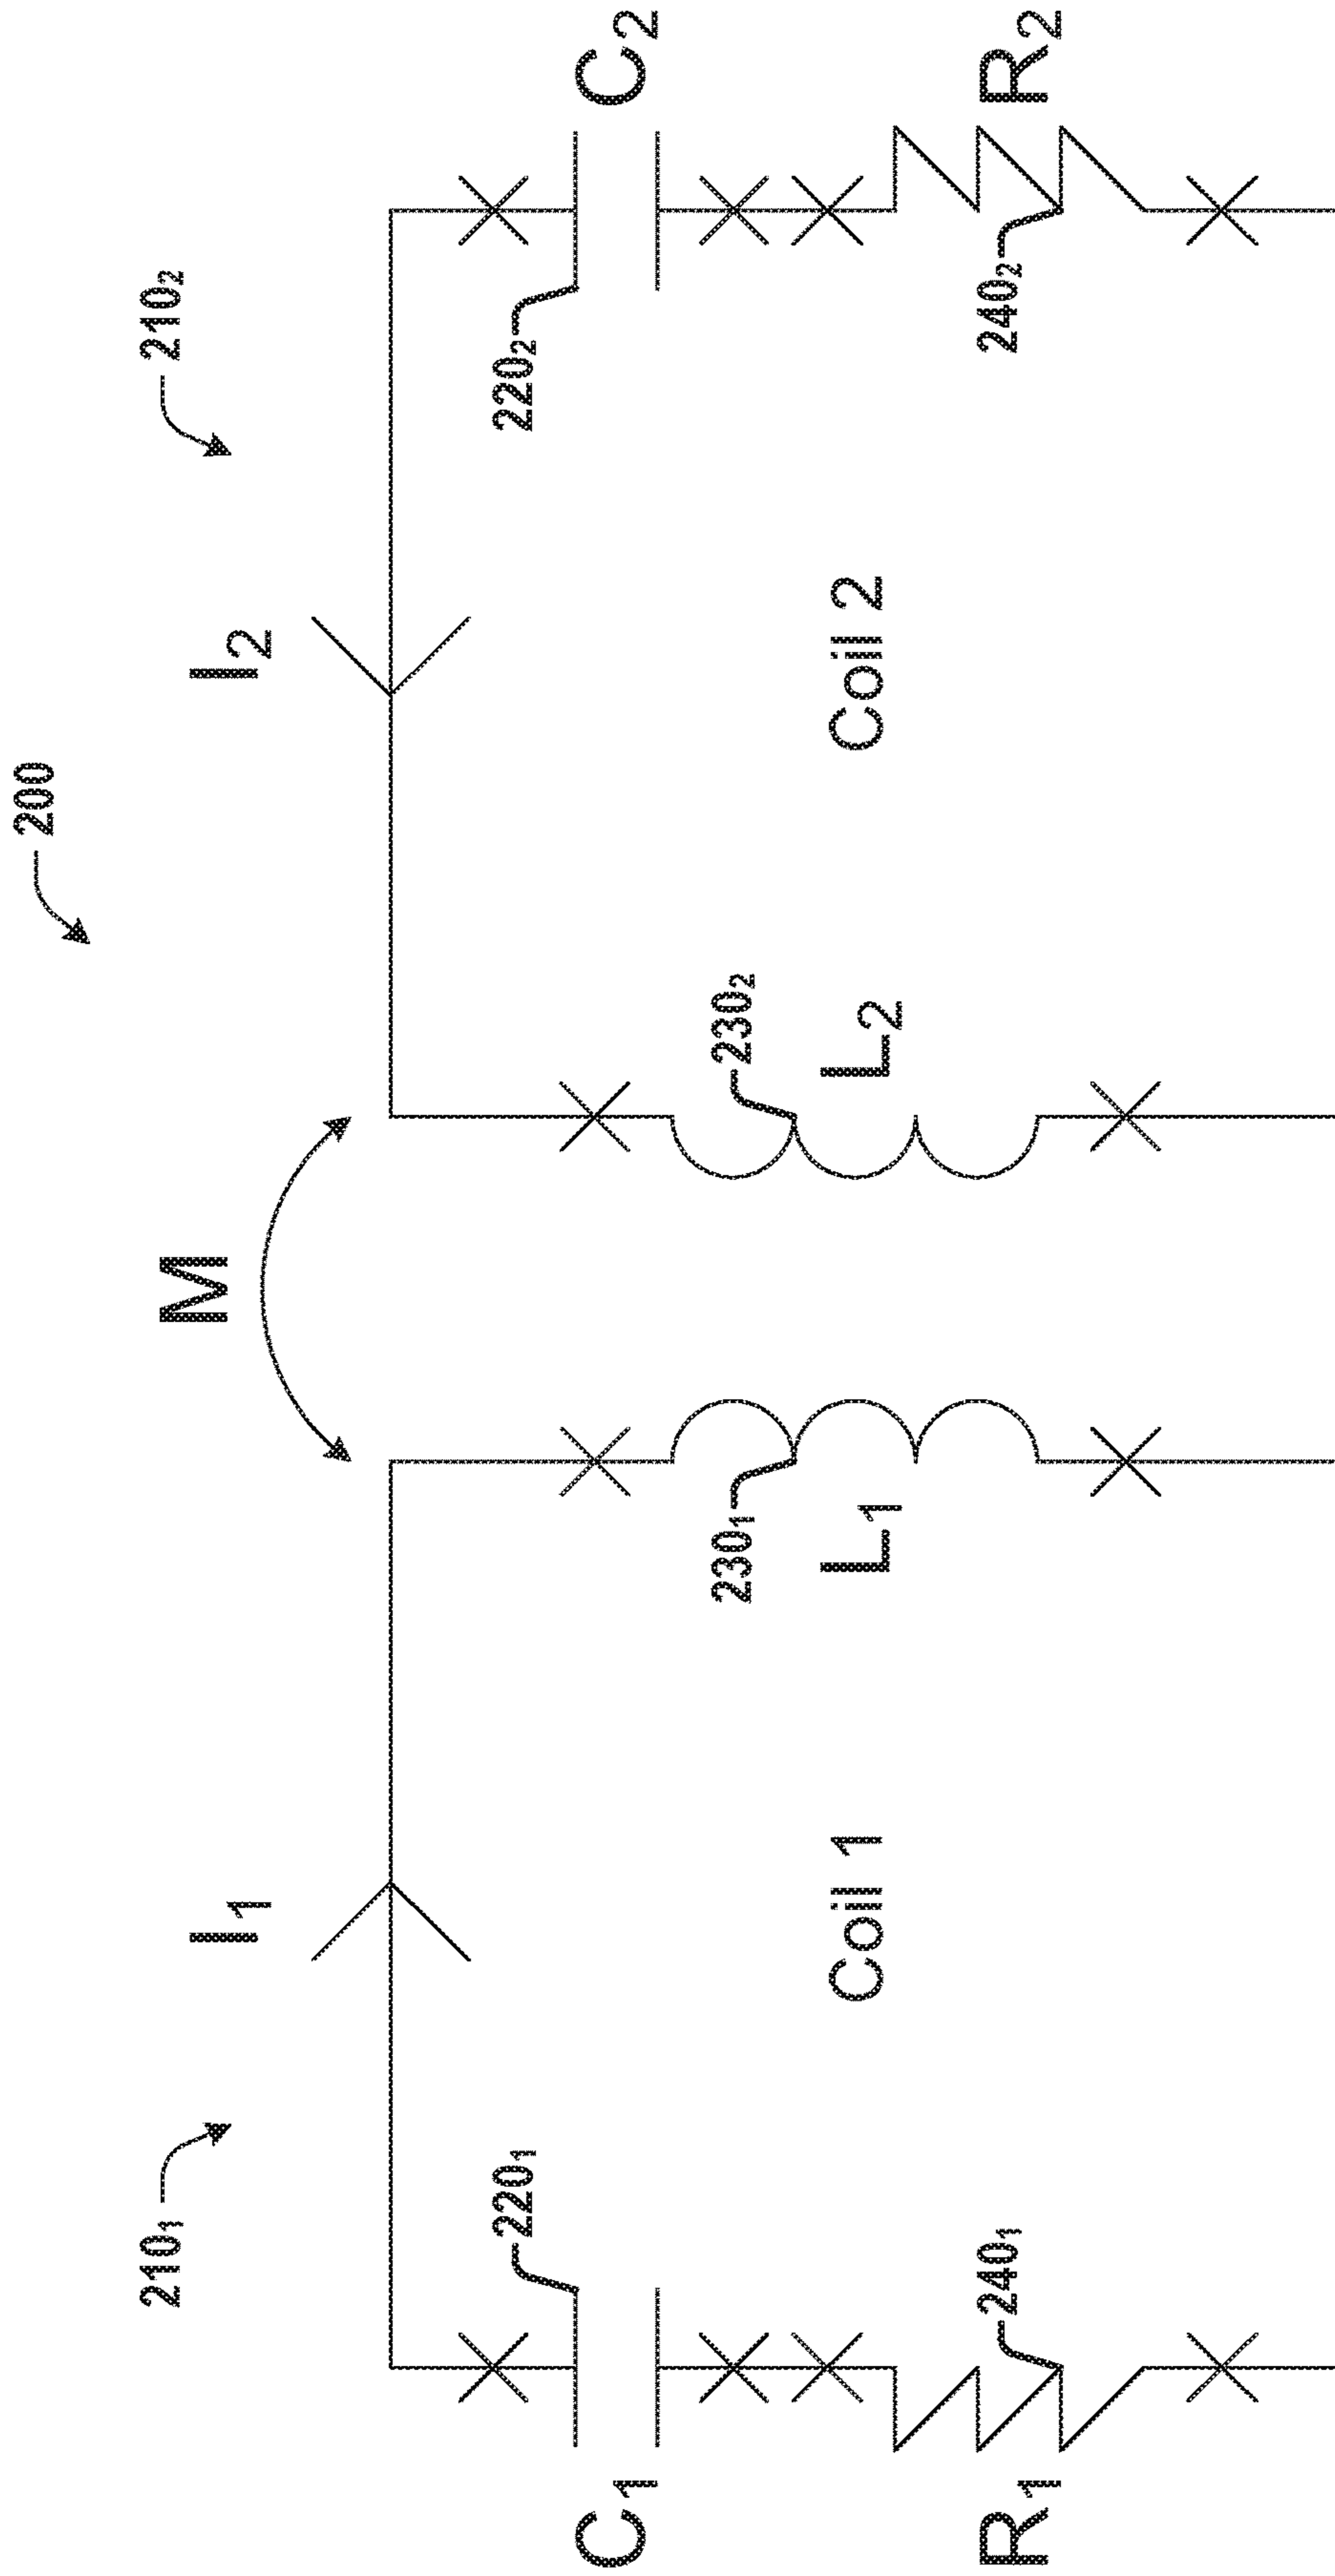 200
210₁
I₁
M
I₂
210₂
C₁
220₁
220₂
C₂
230₁
230₂
L₁
L₂
Coil 1
Coil 2
R₁
240₁
240₂
R₂